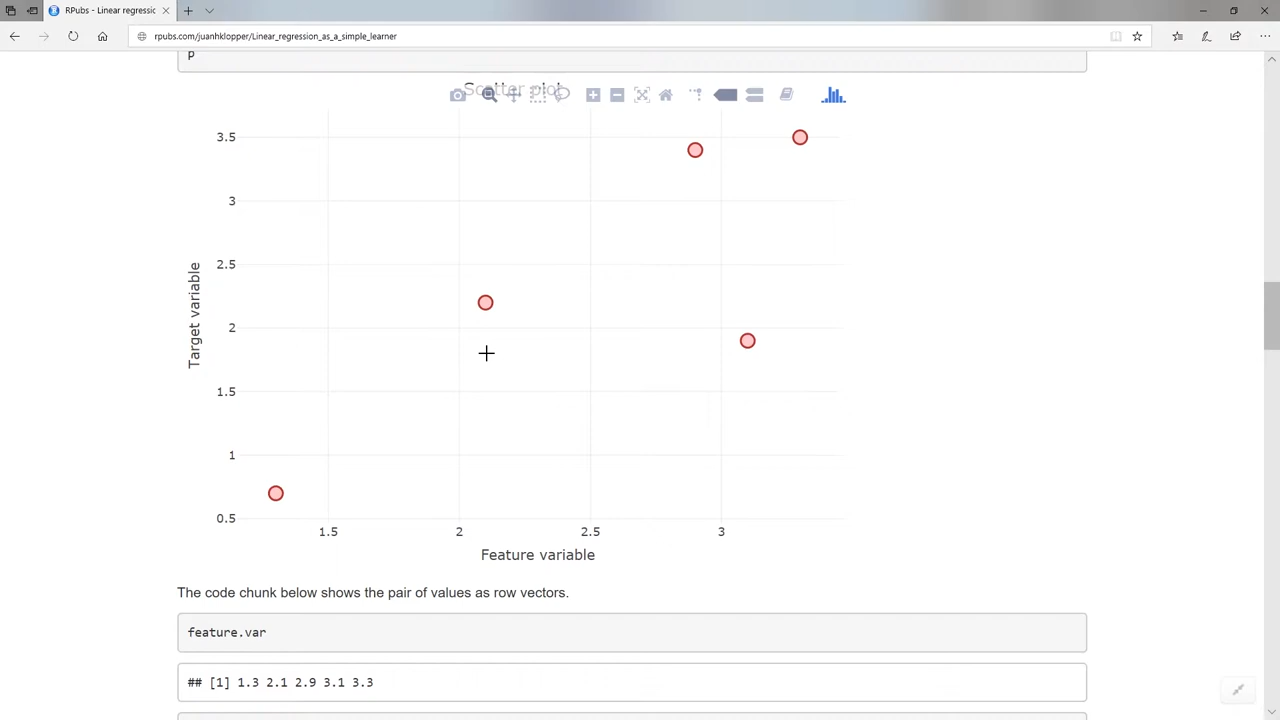 RPubs - Linear regressic
rpubs.com/juanhklopper/Linear_regression_as_a_simple_learner
p
Scatter plot
3.5
3
2.5
2
1.5
1
0.5
Target variable
1.5 2 2.5 3
Feature variable
The code chunk below shows the pair of values as row vectors.
feature.var
## [1] 1.3 2.1 2.9 3.1 3.3